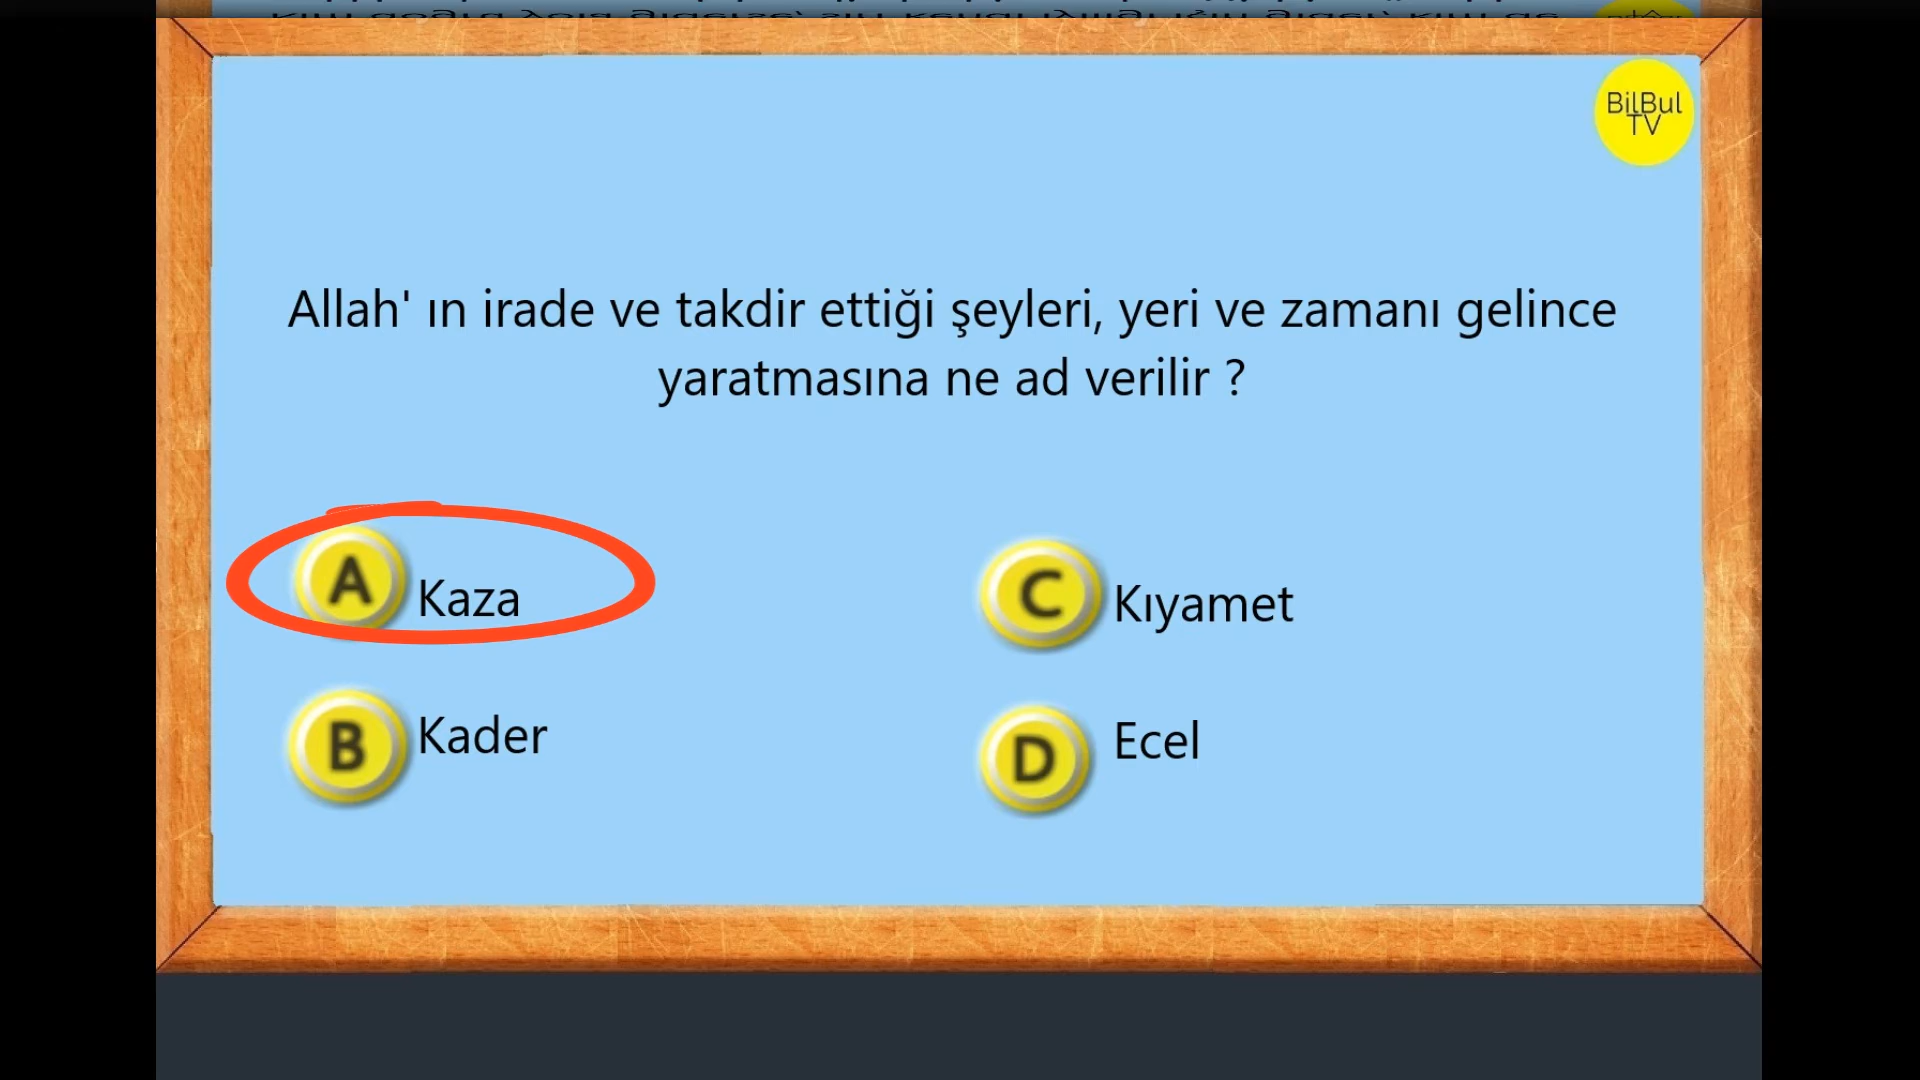 BilBul
TV
Allah' ın irade ve takdir ettiği şeyleri, yeri ve zamanı gelince
yaratmasına ne ad verilir ?
A Kaza
C Kıyamet
B Kader
D Ecel